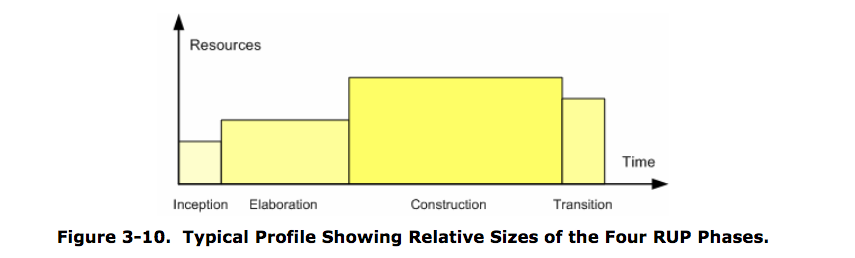 Resources
Time
Inception Elaboration Construction Transition
Figure 3-10. Typical Profile Showing Relative Sizes of the Four RUP Phases.